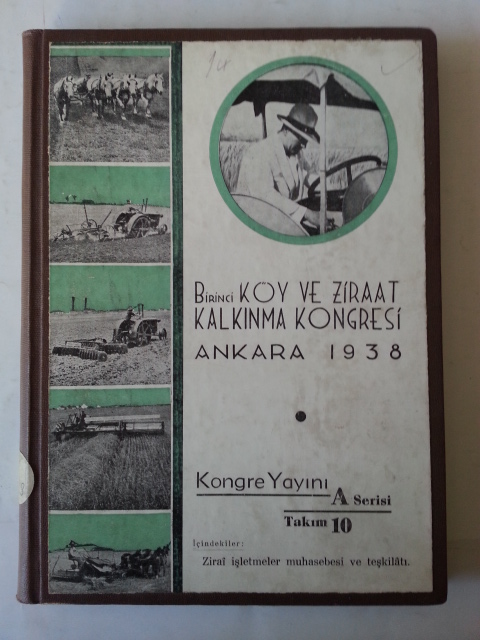 Birinci KÖY VE ZİRAAT
KALKINMA KONGRESİ
ANKARA 1938
Kongre Yayını
A Serisi
Takım 10
İçindekiler:
Ziraî işletmeler muhasebesi ve teşkilâtı.